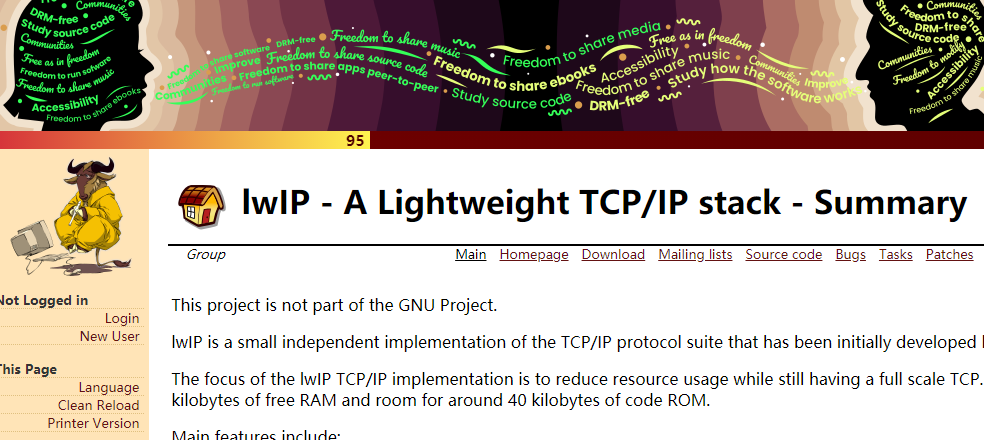 Communities
Freedom to
DRM-free
Study source code
Communities
Free as in freedom
Freedom to run software
Freedom to share music
Accessibility
Freedom to share ebooks
Freedom to share software
DRM-free
Freedom to share music
Improve
Freedom to share source code
Communities
Freedom to share apps peer-to-peer
Freedom to run software
Freedom to share media
Free as in freedom
Freedom to share ebooks
Accessibility
Freedom to share music
Communities
Improve
Study source code
DRM-free
Study how the software works
Communities
Freedom to share
DRM-free
Study source code
Communities
Freedom to modify
Accessibility
Freedom to share music
95
lwIP - A Lightweight TCP/IP stack - Summary
Group
Main Homepage Download Mailing lists Source code Bugs Tasks Patches
Not Logged in
Login
New User
This Page
Language
Clean Reload
Printer Version
This project is not part of the GNU Project.
lwIP is a small independent implementation of the TCP/IP protocol suite that has been initially developed
The focus of the lwIP TCP/IP implementation is to reduce resource usage while still having a full scale TCP.
kilobytes of free RAM and room for around 40 kilobytes of code ROM.
Main features include: